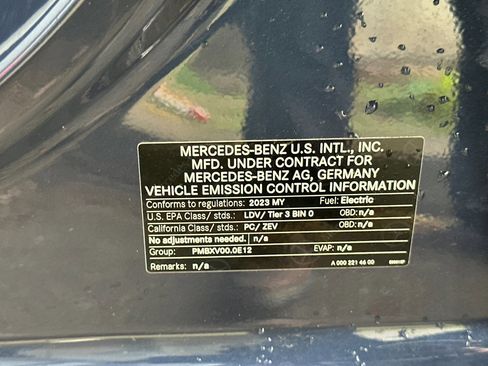 MERCEDES-BENZ U.S. INTL., INC.
MFD. UNDER CONTRACT FOR
MERCEDES-BENZ AG, GERMANY
VEHICLE EMISSION CONTROL INFORMATION
Conforms to regulations: 2023 MY Fuel: Electric
U.S. EPA Class/ stds.: LDV/ Tier 3 BIN 0 OBD: n/a
California Class/ stds.: PC/ ZEV OBD: n/a
No adjustments needed. n/a
Group: PMBXV00.0E12 EVAP: n/a
Remarks: n/a A 000 221 46 00